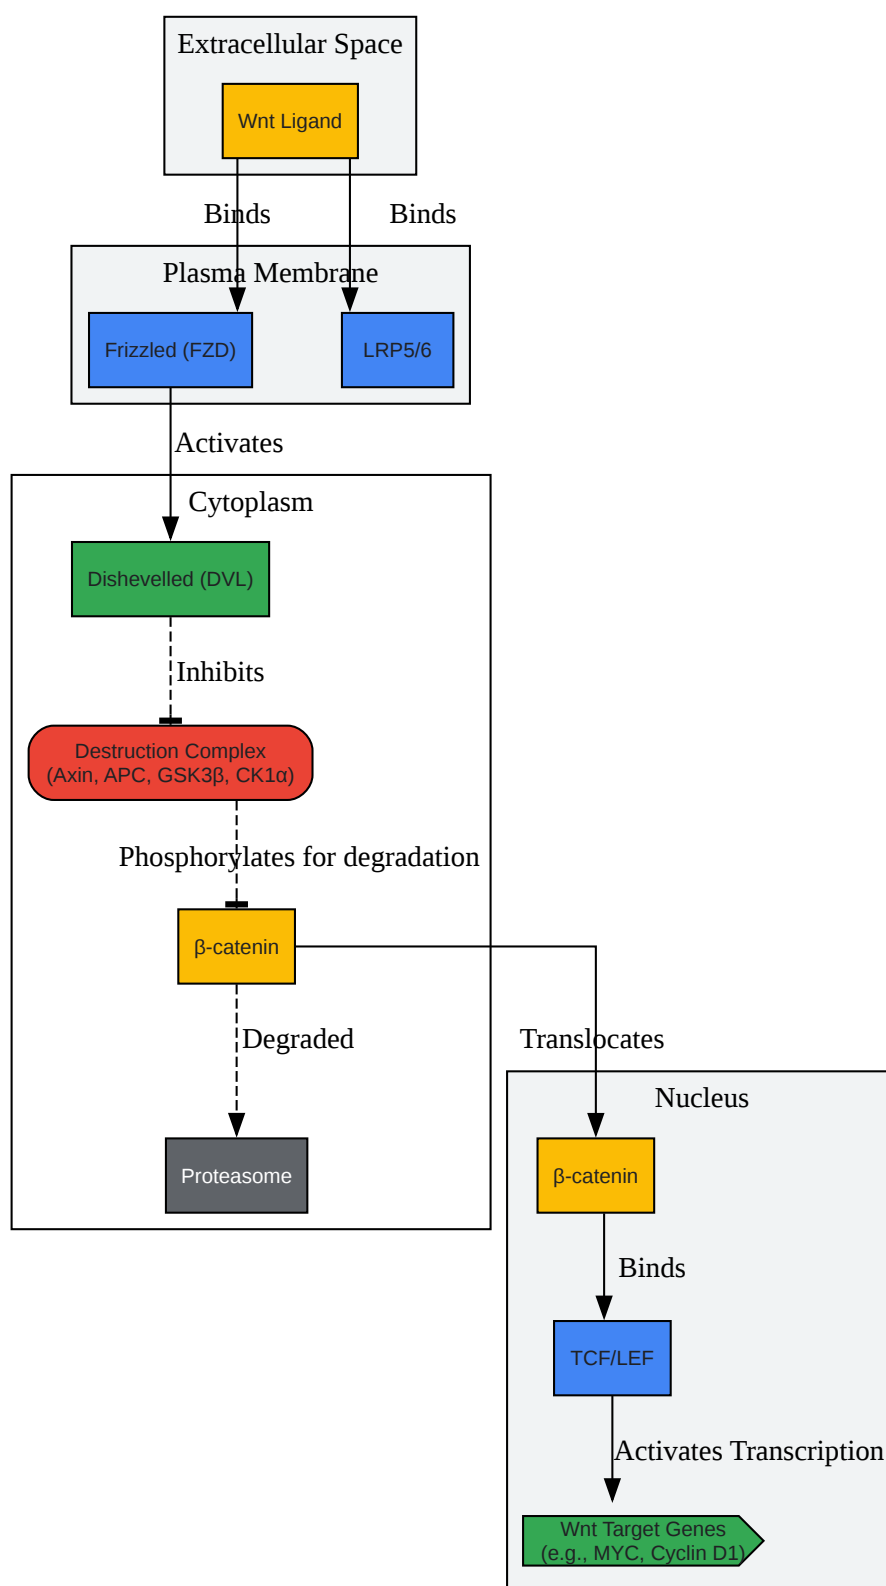 Extracellular Space
Wnt Ligand
Binds
Binds
Plasma Membrane
Frizzled (FZD)
LRP5/6
Activates
Cytoplasm
Dishevelled (DVL)
Inhibits
Destruction Complex
(Axin, APC, GSK3β, CK1α)
Phosphorylates for degradation
β-catenin
Degraded
Translocates
Proteasome
Nucleus
β-catenin
Binds
TCF/LEF
Activates Transcription
Wnt Target Genes
(e.g., MYC, Cyclin D1)